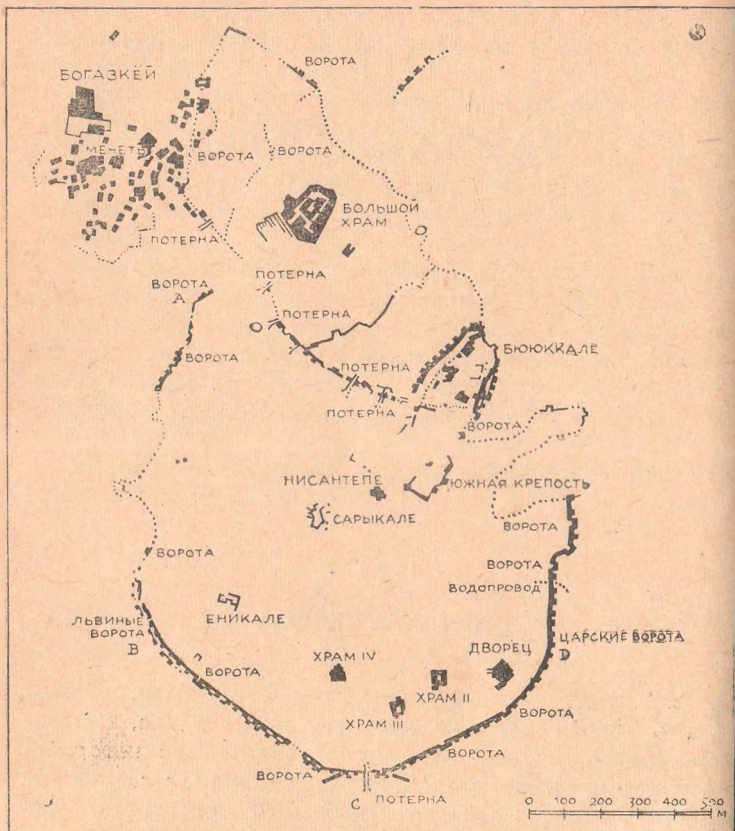 ВОРОТА
БОГАЗКЕЙ
МЕЧЕТЬ
ВОРОТА
ВОРОТА
БОЛЬШОЙ
ХРАМ
ПОТЕРНА
ПОТЕРНА
ВОРОТА
А
ПОТЕРНА
БЮЮККАЛЕ
ВОРОТА
ПОТЕРНА
ПОТЕРНА
ВОРОТА
НИСАНТЕПЕ
ЮЖНАЯ КРЕПОСТЬ
САРЫКАЛЕ
ВОРОТА
ВОРОТА
ВОРОТА
ВОДОПРОВОД
ЕНИКАЛЕ
ЛЬВИНЫЕ
ВОРОТА
B
ЦАРСКИЕ ВОРОТА
D
ДВОРЕЦ
ХРАМ IV
ВОРОТА
ХРАМ II
ХРАМ III
ВОРОТА
ВОРОТА
ВОРОТА
C
ПОТЕРНА
0 100 200 300 400 500
М